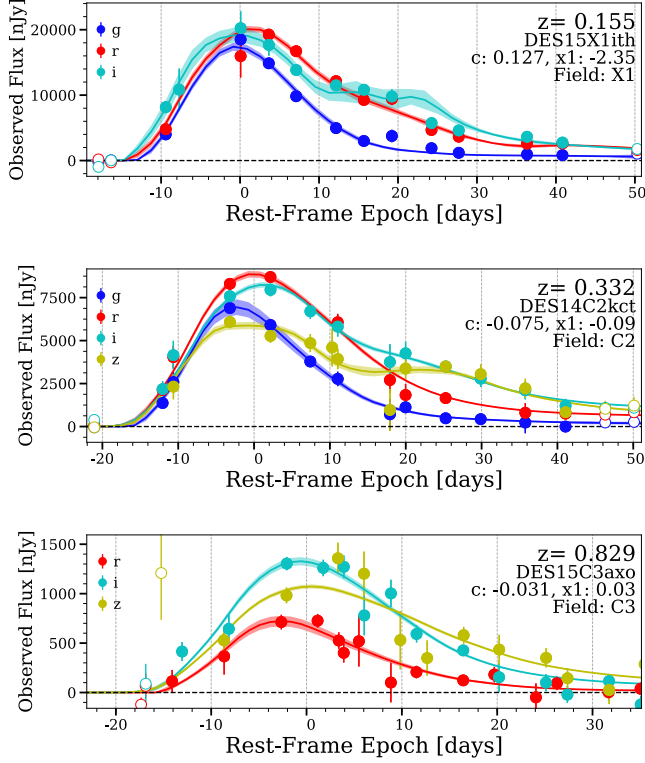 z= 0.155
DES15X1ith
c: 0.127, x1: -2.35
Field: X1
g
r
i
Observed Flux [nJy]
20000
10000
0
-10 0 10 20 30 40 50
Rest-Frame Epoch [days]
z= 0.332
DES14C2kct
c: -0.075, x1: -0.09
Field: C2
g
r
i
z
Observed Flux [nJy]
7500
5000
2500
0
-20 -10 0 10 20 30 40 50
Rest-Frame Epoch [days]
z= 0.829
DES15C3axo
c: -0.031, x1: 0.03
Field: C3
r
i
z
Observed Flux [nJy]
1500
1000
500
0
-20 -10 0 10 20 30
Rest-Frame Epoch [days]